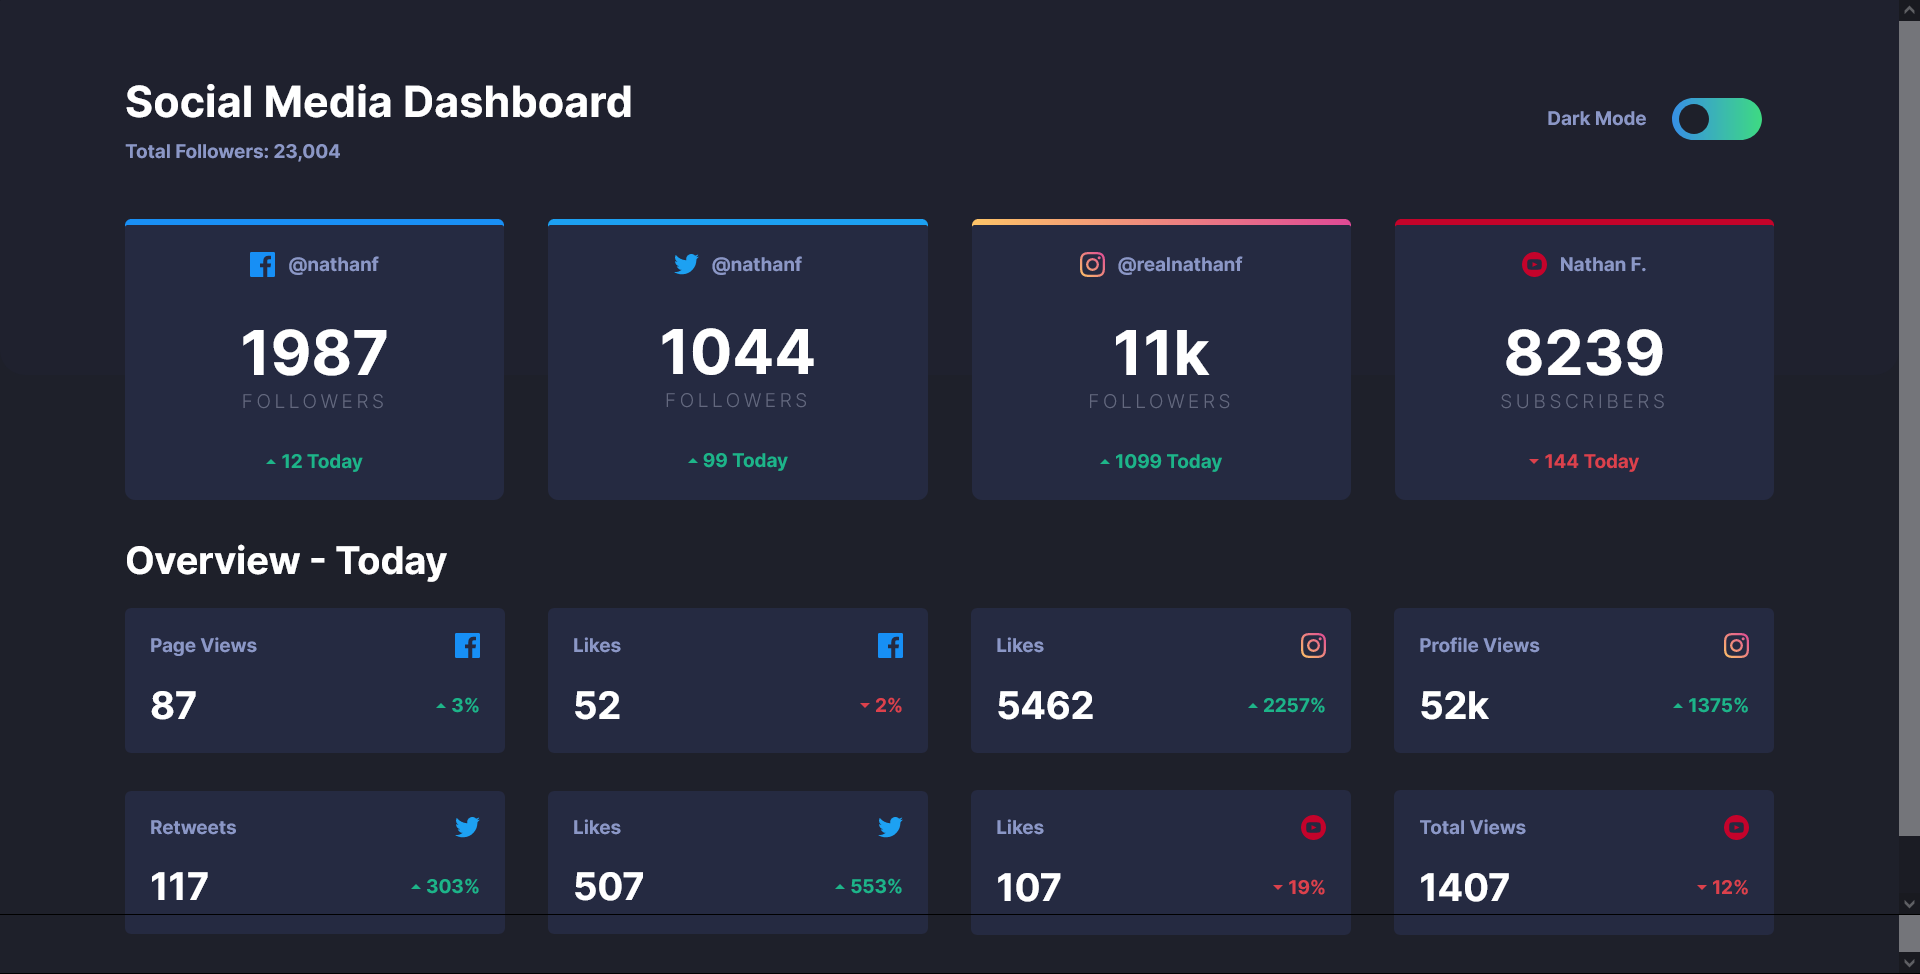 Social Media Dashboard
Total Followers: 23,004
Dark Mode
@nathanf
1987
FOLLOWERS
12 Today
@nathanf
1044
FOLLOWERS
99 Today
@realnathanf
11k
FOLLOWERS
1099 Today
Nathan F.
8239
SUBSCRIBERS
144 Today
Overview - Today
Page Views
87
3%
Likes
52
2%
Likes
5462
2257%
Profile Views
52k
1375%
Retweets
117
303%
Likes
507
553%
Likes
107
19%
Total Views
1407
12%